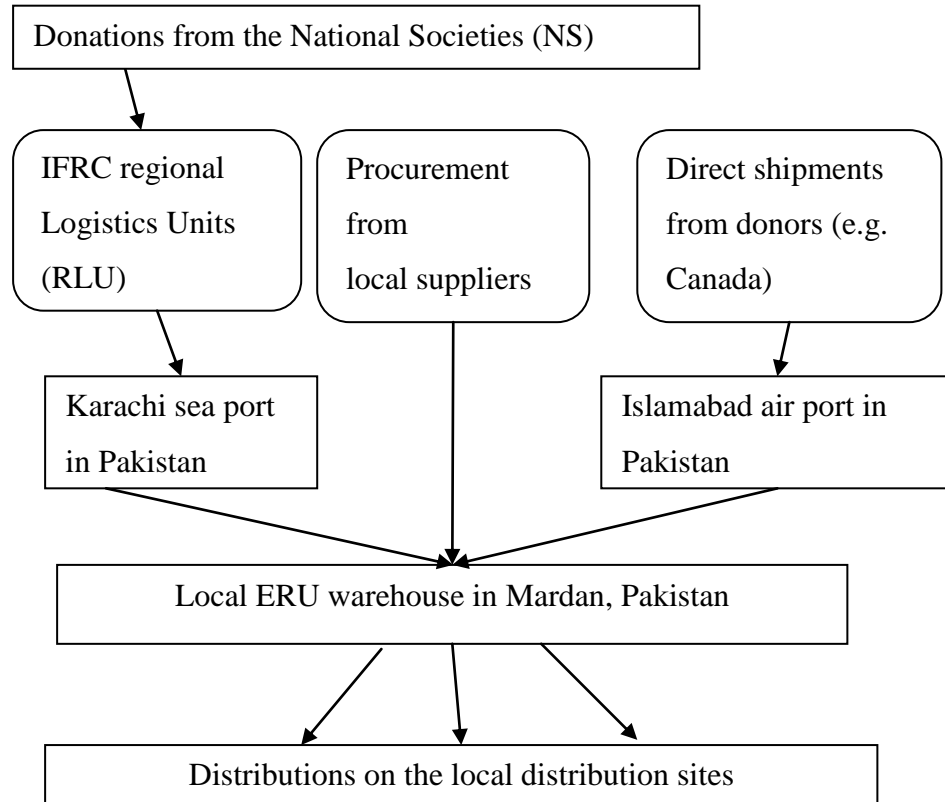 Donations from the National Societies (NS)
IFRC regional
Logistics Units
(RLU)
Procurement
from
local suppliers
Direct shipments
from donors (e.g.
Canada)
Karachi sea port
in Pakistan
Islamabad air port in
Pakistan
Local ERU warehouse in Mardan, Pakistan
Distributions on the local distribution sites